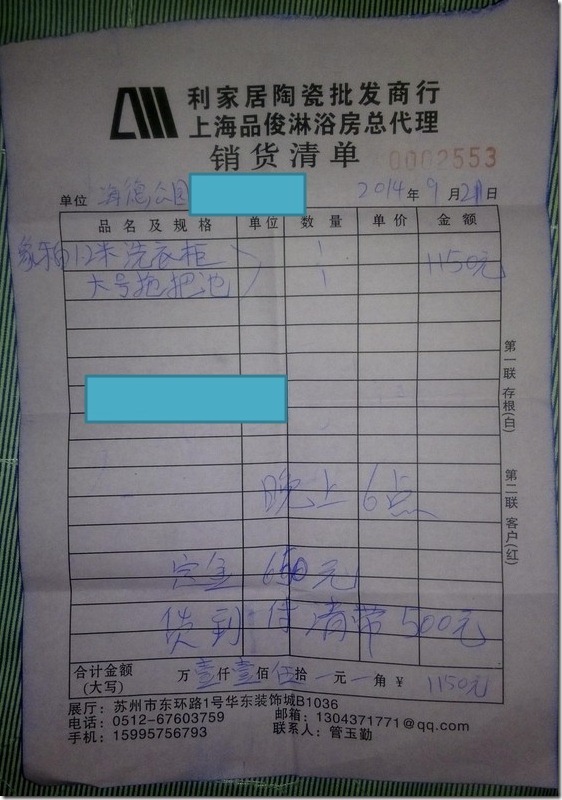 利家居陶瓷批发商行
上海品俊淋浴房总代理
销货清单 0002553
单位 海德公园 2014年9月21日
品名及规格 单位 数量 单价 金额
象牙白1.2米洗衣柜 1 1150元
大号拖把池 1
第一联 存根(白)
第二联 客户(红)
晚上6点
定金 650元
货到付清带500元
合计金额 万壹仟壹佰伍拾 元 角 ¥ 1150元
(大写)
展厅：苏州市东环路1号华东装饰城B1036
电话：0512-67603759 邮箱：1304371771@qq.com
手机：15995756793 联系人：管玉勤